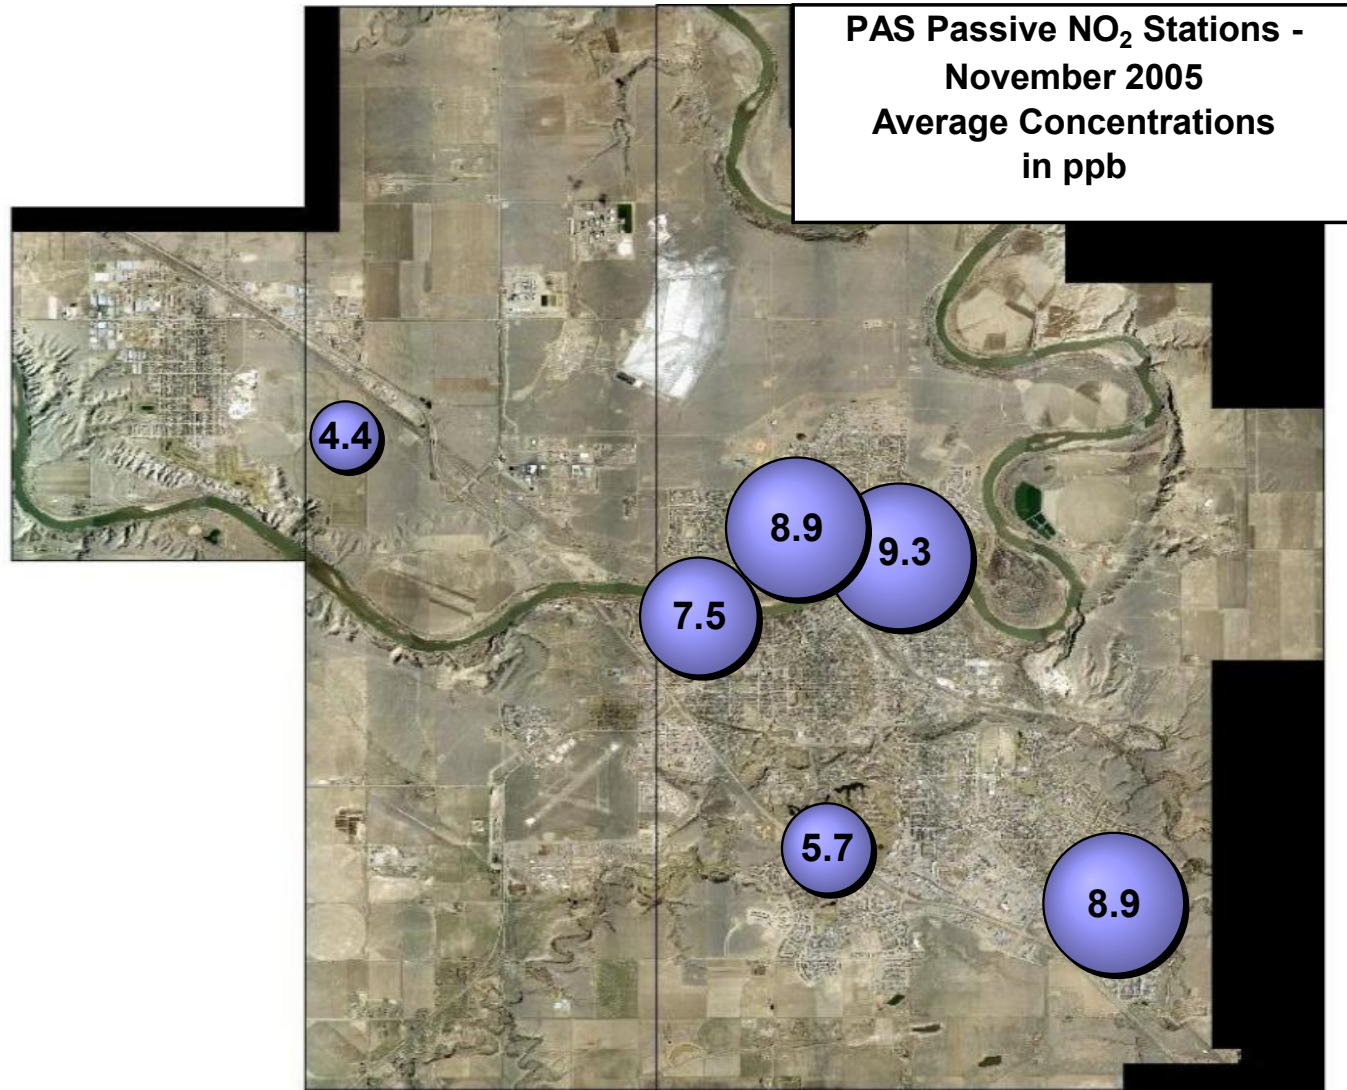 PAS Passive NO₂ Stations -
November 2005
Average Concentrations
in ppb
4.4
8.9
9.3
7.5
5.7
8.9